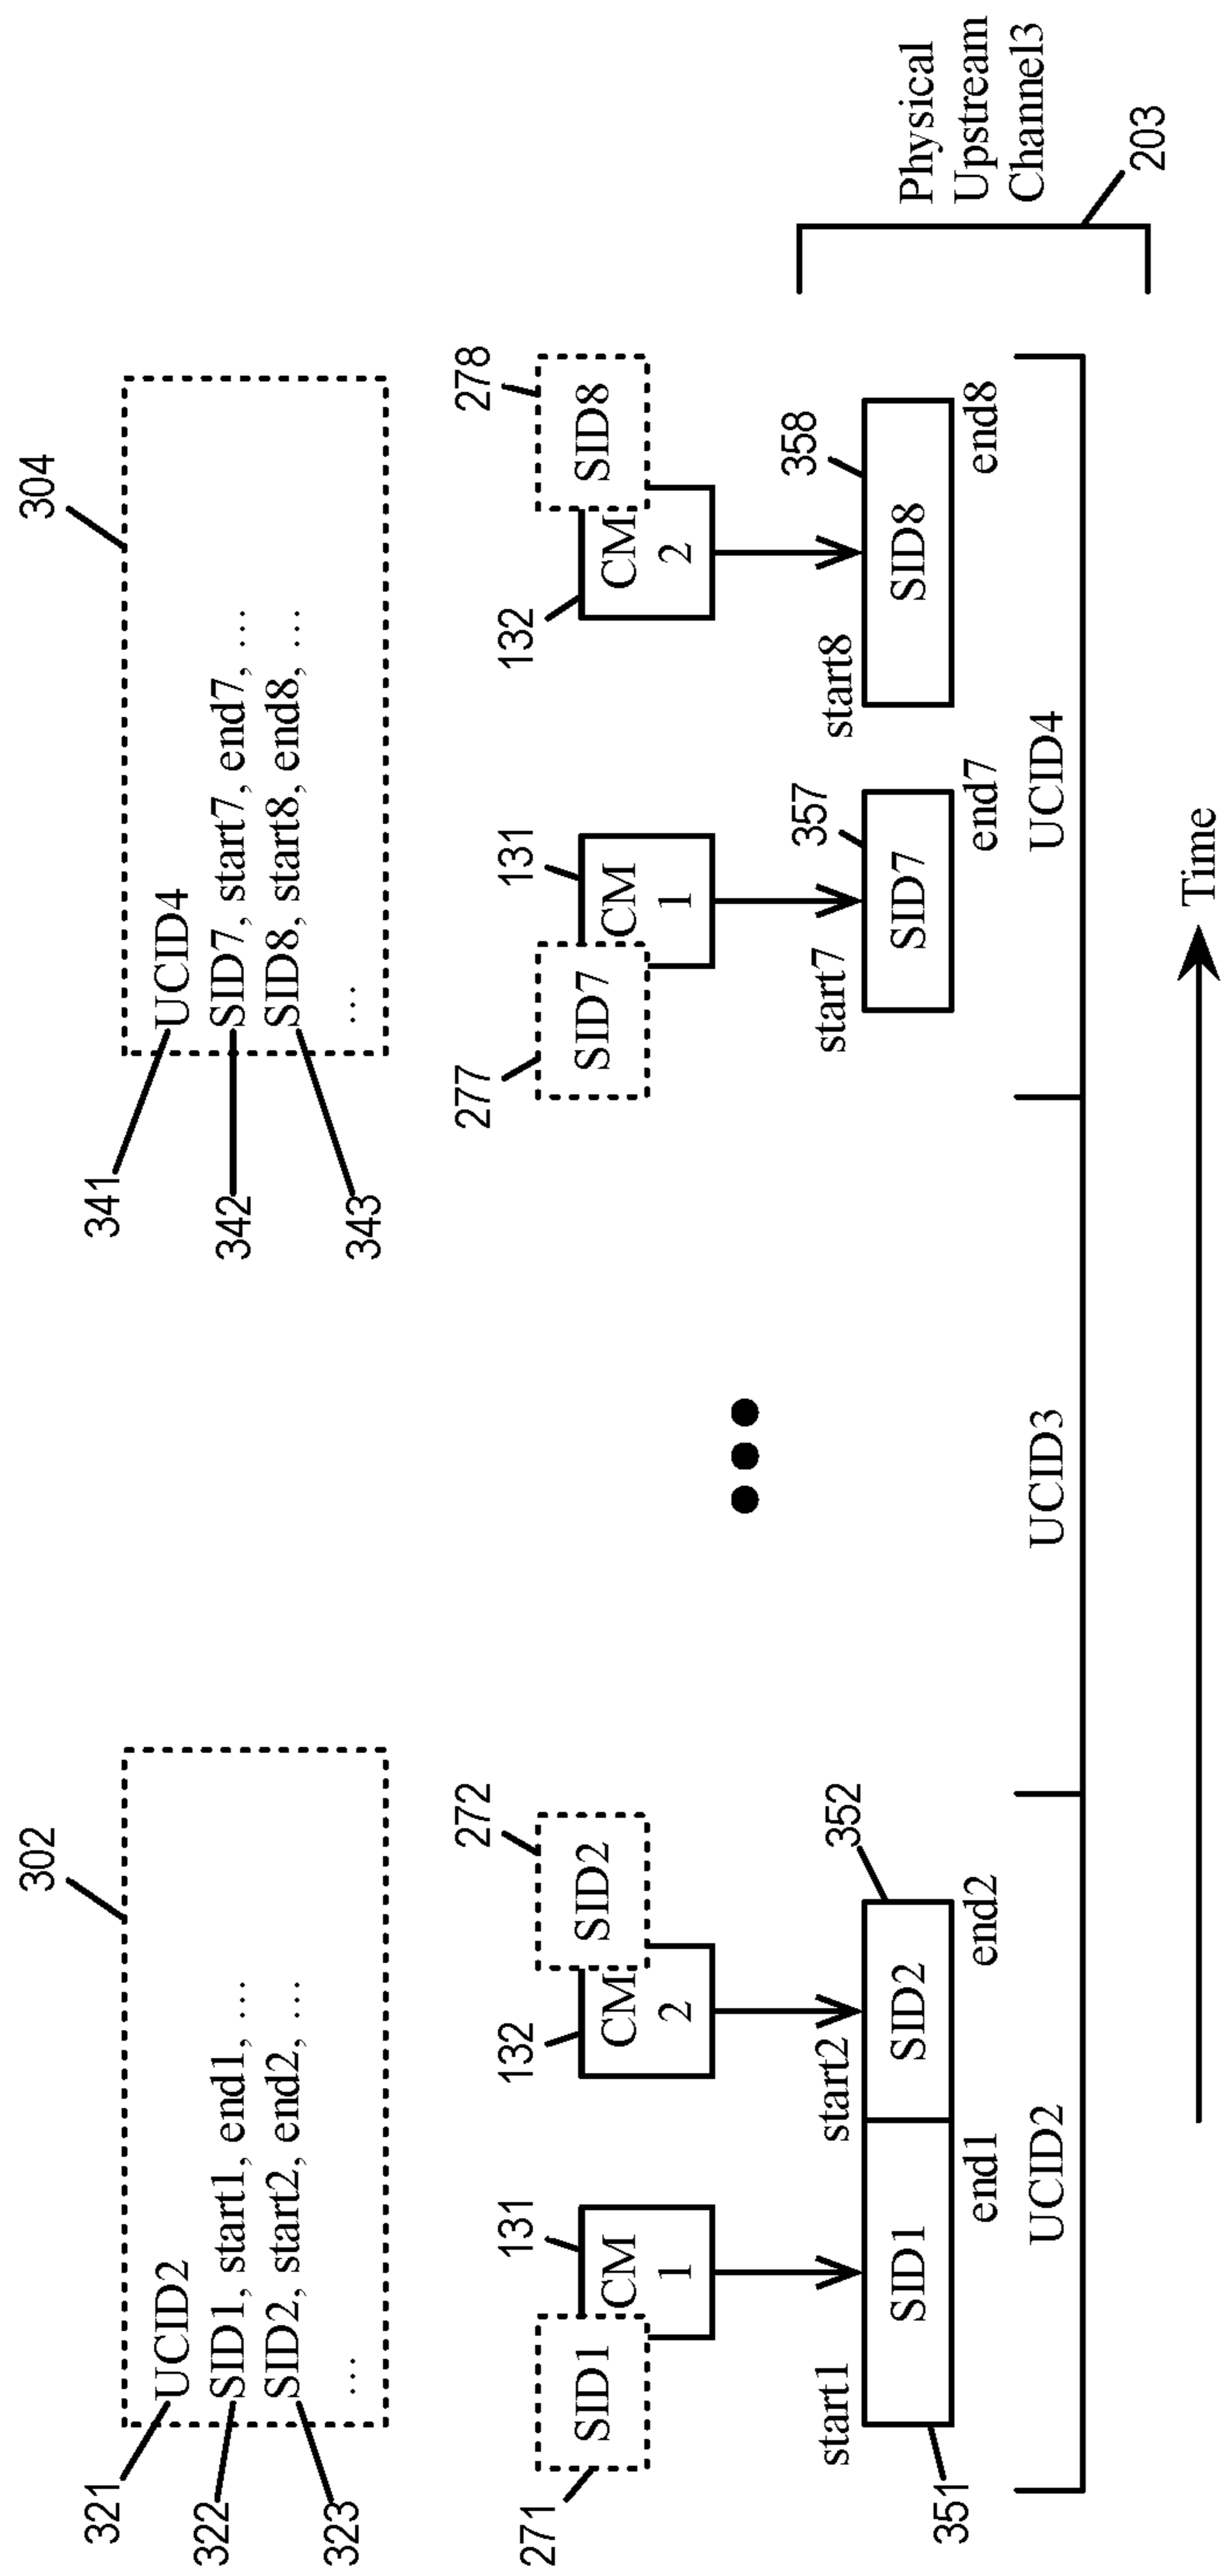 302
304
321
UCID2
322
SID1, start1, end1, ...
323
SID2, start2, end2, ...
...
341
UCID4
342
SID7, start7, end7, ...
343
SID8, start8, end8, ...
...
271
SID1
131
CM
1
132
CM
2
272
SID2
277
SID7
131
CM
1
132
CM
2
278
SID8
start1
SID1
351
end1
start2
SID2
352
end2
start7
SID7
357
end7
start8
SID8
358
end8
UCID2
UCID3
UCID4
Physical
Upstream
Channel3
203
Time